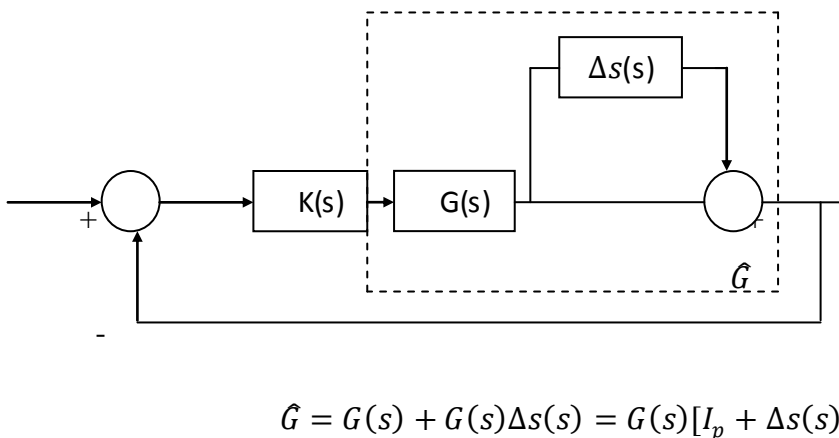 Δs(s)
K(s)
G(s)
+
+
Ĝ
-
Ĝ = G(s) + G(s)Δs(s) = G(s)[I_p + Δs(s)